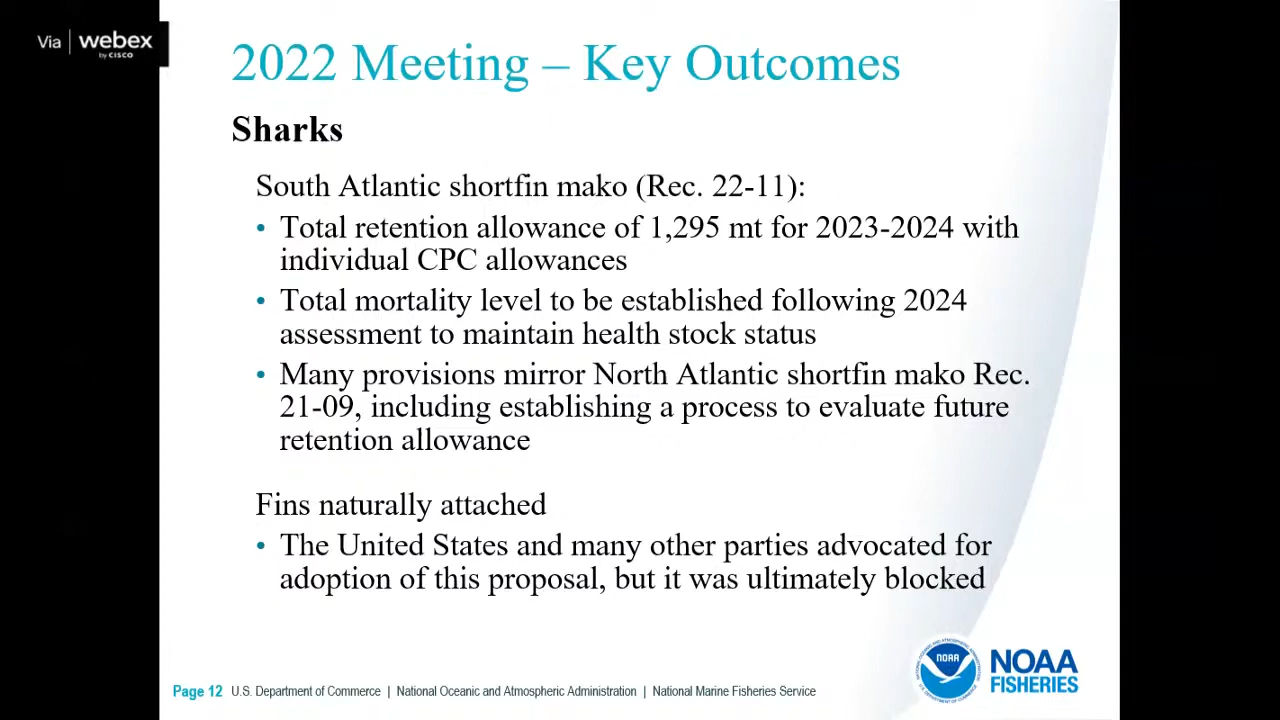 Via | webex
by CISCO
2022 Meeting – Key Outcomes
Sharks
South Atlantic shortfin mako (Rec. 22-11):
• Total retention allowance of 1,295 mt for 2023-2024 with
individual CPC allowances
• Total mortality level to be established following 2024
assessment to maintain health stock status
• Many provisions mirror North Atlantic shortfin mako Rec.
21-09, including establishing a process to evaluate future
retention allowance
Fins naturally attached
• The United States and many other parties advocated for
adoption of this proposal, but it was ultimately blocked
NOAA
NOAA
FISHERIES
Page 12 U.S. Department of Commerce | National Oceanic and Atmospheric Administration | National Marine Fisheries Service